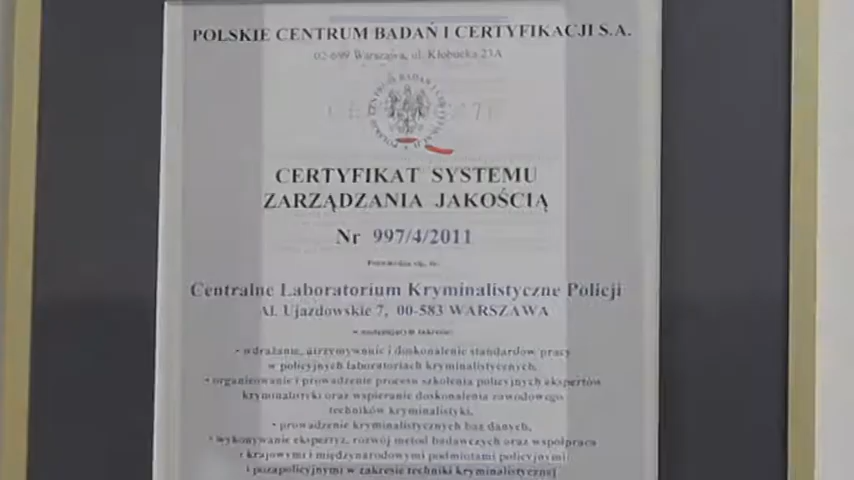 POLSKIE CENTRUM BADAŃ I CERTYFIKACJI S.A.
02-699 Warszawa, ul. Kłobucka 23A
CERTYFIKAT SYSTEMU
ZARZĄDZANIA JAKOŚCIĄ
Nr 997/4/2011
Centralne Laboratorium Kryminalistyczne Policji
Al. Ujazdowskie 7, 00-583 WARSZAWA
• wdrażanie, utrzymywanie i doskonalenie standardów pracy
w policyjnych laboratoriach kryminalistycznych,
• organizowanie i prowadzenie procesu szkolenia policyjnych ekspertów
kryminalistyki oraz wspieranie doskonalenia zawodowego
techników kryminalistyki,
• prowadzenie kryminalistycznych baz danych,
• wykonywanie ekspertyz, rozwój metod badawczych oraz współpraca
z krajowymi i międzynarodowymi podmiotami policyjnymi
i pozapolicyjnymi w zakresie techniki kryminalistycznej